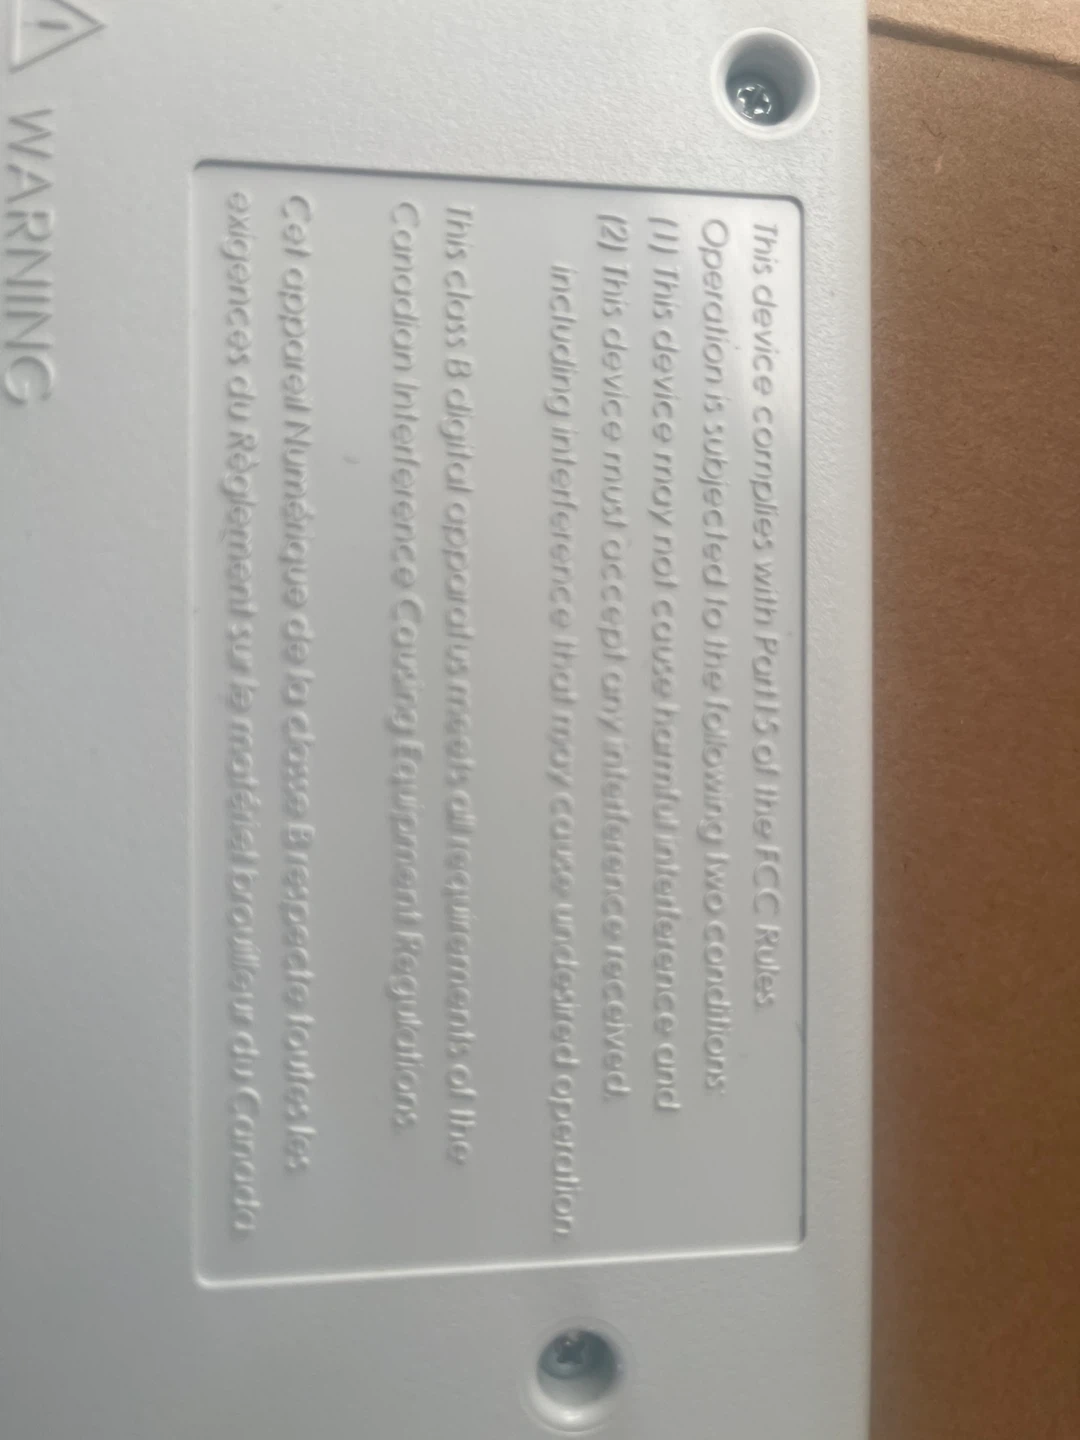 This device complies with Part 15 of the FCC Rules.
Operation is subjected to the following two conditions:
(1) This device may not cause harmful interference and
(2) This device must accept any interference received,
including interference that may cause undesired operation.
This class B digital apparatus meets all requirements of the
Canadian Interference Causing Equipment Regulations.
Cet appareil Numérique de la classe B respecte toutes les
exigences du Règlement sur le matériel brouilleur du Canada.
WARNING